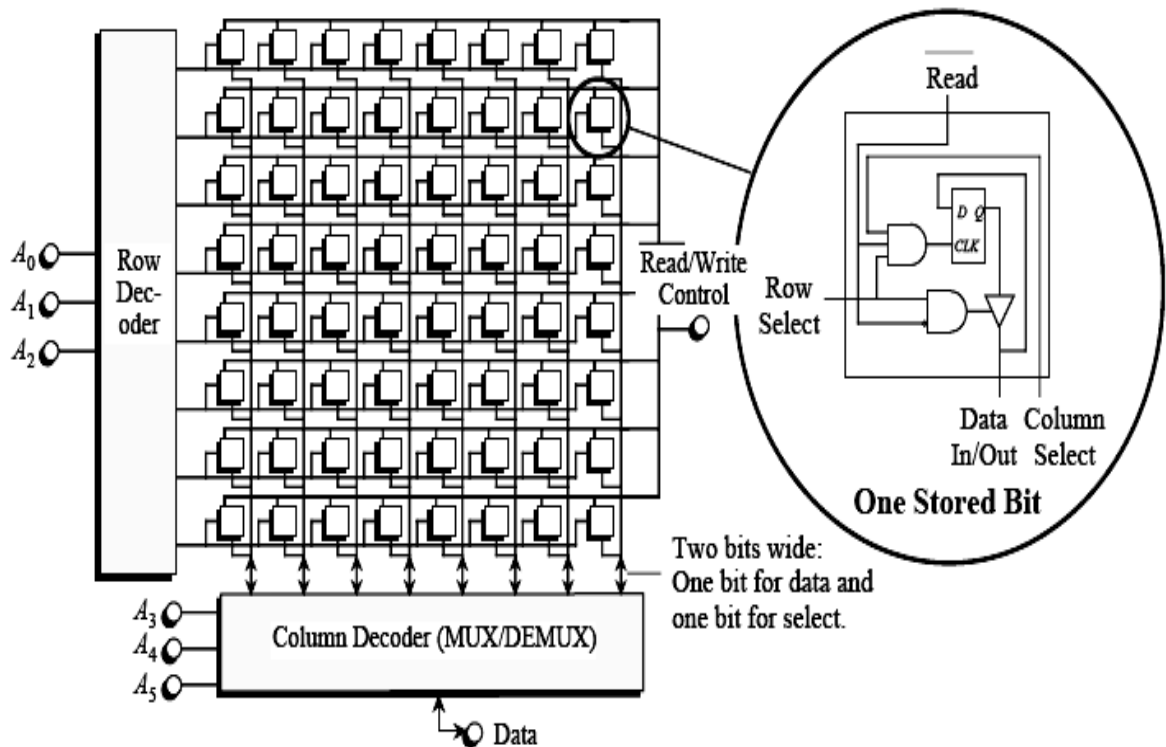 A0
A1
A2
Row
Dec-
oder
Read/Write
Control
Read
D Q
CLK
Row
Select
Data
In/Out
Column
Select
One Stored Bit
Two bits wide:
One bit for data and
one bit for select.
A3
A4
A5
Column Decoder (MUX/DEMUX)
Data